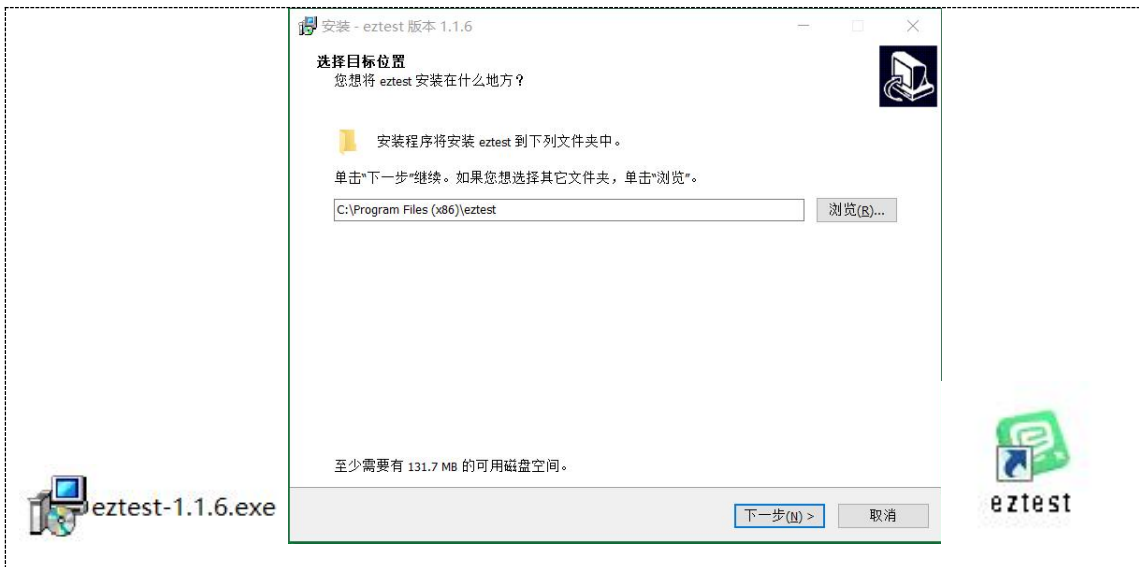 安装 - eztest 版本 1.1.6
选择目标位置
您想将 eztest 安装在什么地方？
安装程序将安装 eztest 到下列文件夹中。
单击"下一步"继续。如果您想选择其它文件夹，单击"浏览"。
C:\Program Files (x86)\eztest
浏览(R)...
至少需要有 131.7 MB 的可用磁盘空间。
下一步(N) >
取消
eztest-1.1.6.exe
eztest